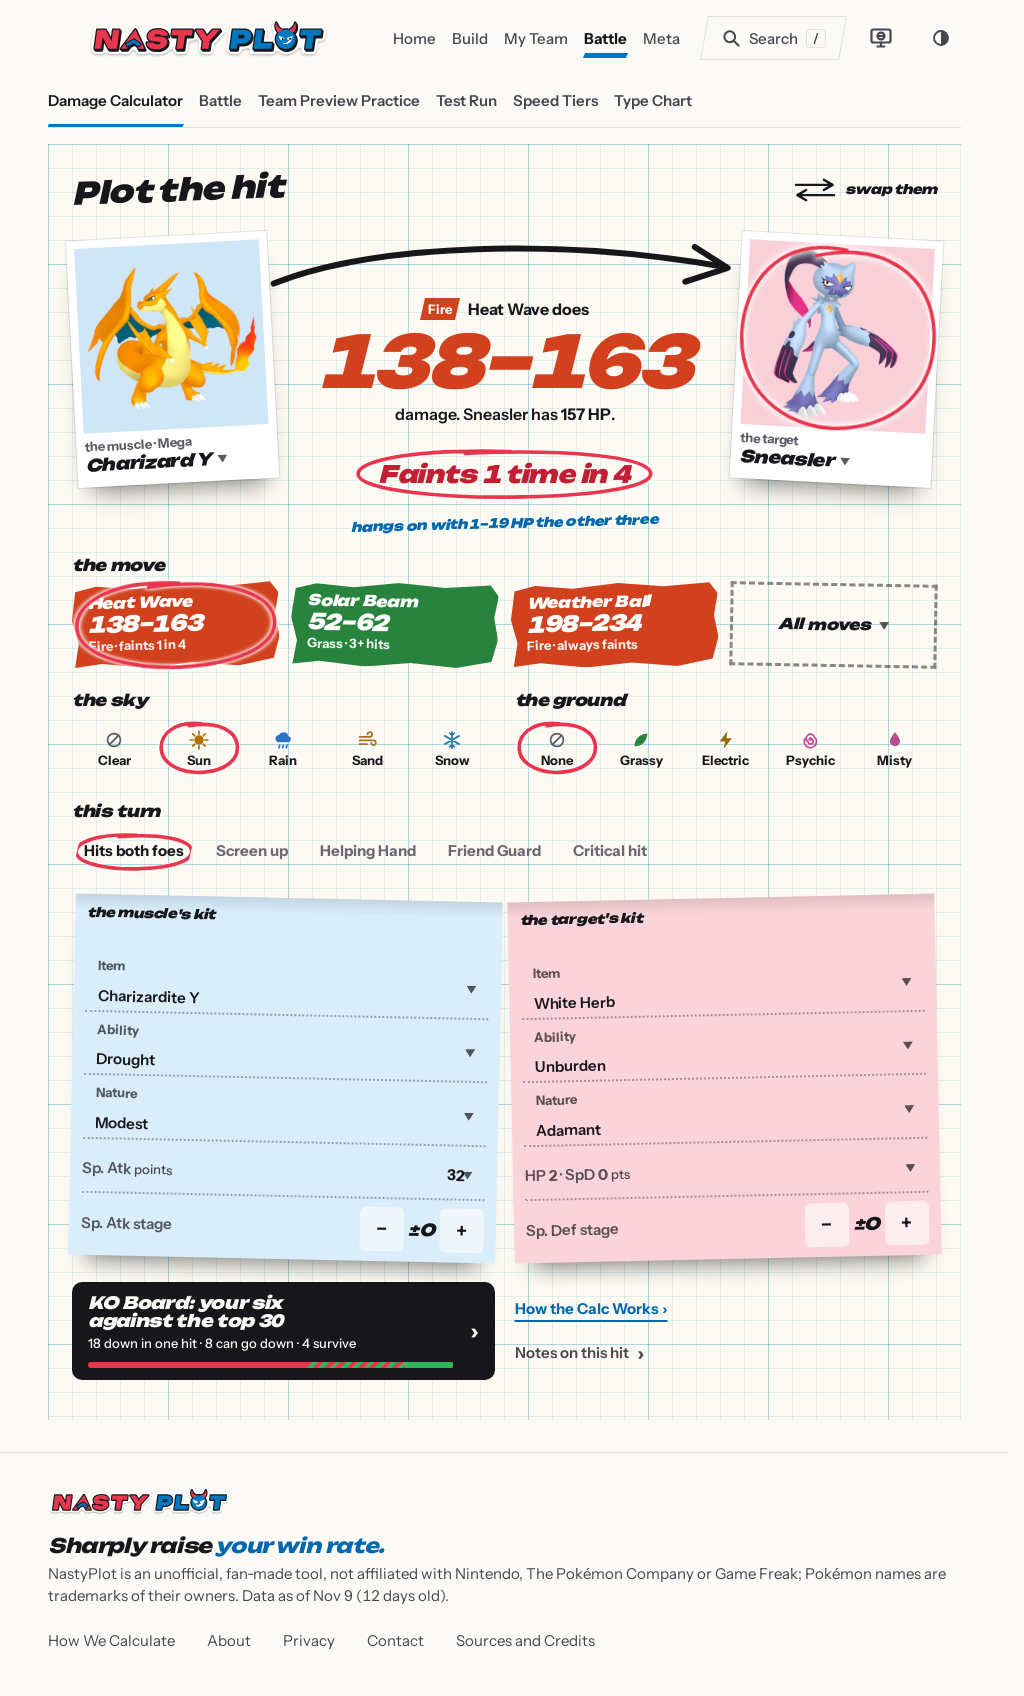 NASTY PLOT
Home Build My Team Battle Meta Search /
Damage Calculator Battle Team Preview Practice Test Run Speed Tiers Type Chart
Plot the hit
swap them
the muscle · Mega
Charizard Y
Fire Heat Wave does
138–163
damage. Sneasler has 157 HP.
Faints 1 time in 4
hangs on with 1–19 HP the other three
the target
Sneasler
the move
Heat Wave
138–163
Fire · faints 1 in 4
Solar Beam
52–62
Grass · 3+ hits
Weather Ball
198–234
Fire · always faints
All moves
the sky
Clear Sun Rain Sand Snow
the ground
None Grassy Electric Psychic Misty
this turn
Hits both foes Screen up Helping Hand Friend Guard Critical hit
the muscle's kit
Item
Charizardite Y
Ability
Drought
Nature
Modest
Sp. Atk points 32
Sp. Atk stage − ±0 +
the target's kit
Item
White Herb
Ability
Unburden
Nature
Adamant
HP 2 · SpD 0 pts
Sp. Def stage − ±0 +
KO Board: your six
against the top 30
18 down in one hit · 8 can go down · 4 survive
›
How the Calc Works ›
Notes on this hit ›
NASTY PLOT
Sharply raise your win rate.
NastyPlot is an unofficial, fan-made tool, not affiliated with Nintendo, The Pokémon Company or Game Freak; Pokémon names are
trademarks of their owners. Data as of Nov 9 (12 days old).
How We Calculate About Privacy Contact Sources and Credits